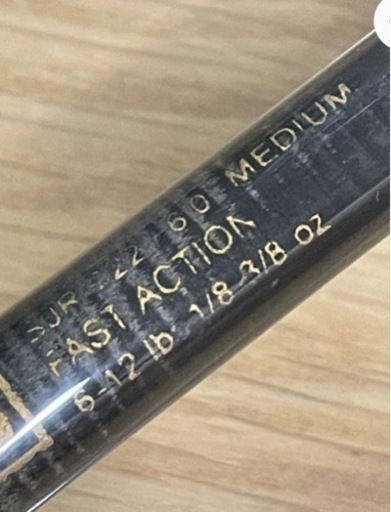 60 MEDIUM
FAST ACTION
6-12 lb 1/8-3/8 oz